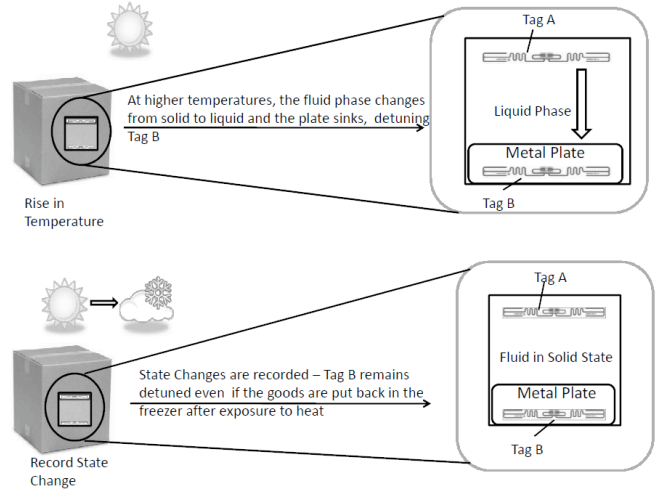 Tag A
At higher temperatures, the fluid phase changes
from solid to liquid and the plate sinks, detuning
Tag B
Liquid Phase
Metal Plate
Tag B
Rise in
Temperature
Tag A
Fluid in Solid State
State Changes are recorded – Tag B remains
detuned even if the goods are put back in the
freezer after exposure to heat
Metal Plate
Tag B
Record State
Change